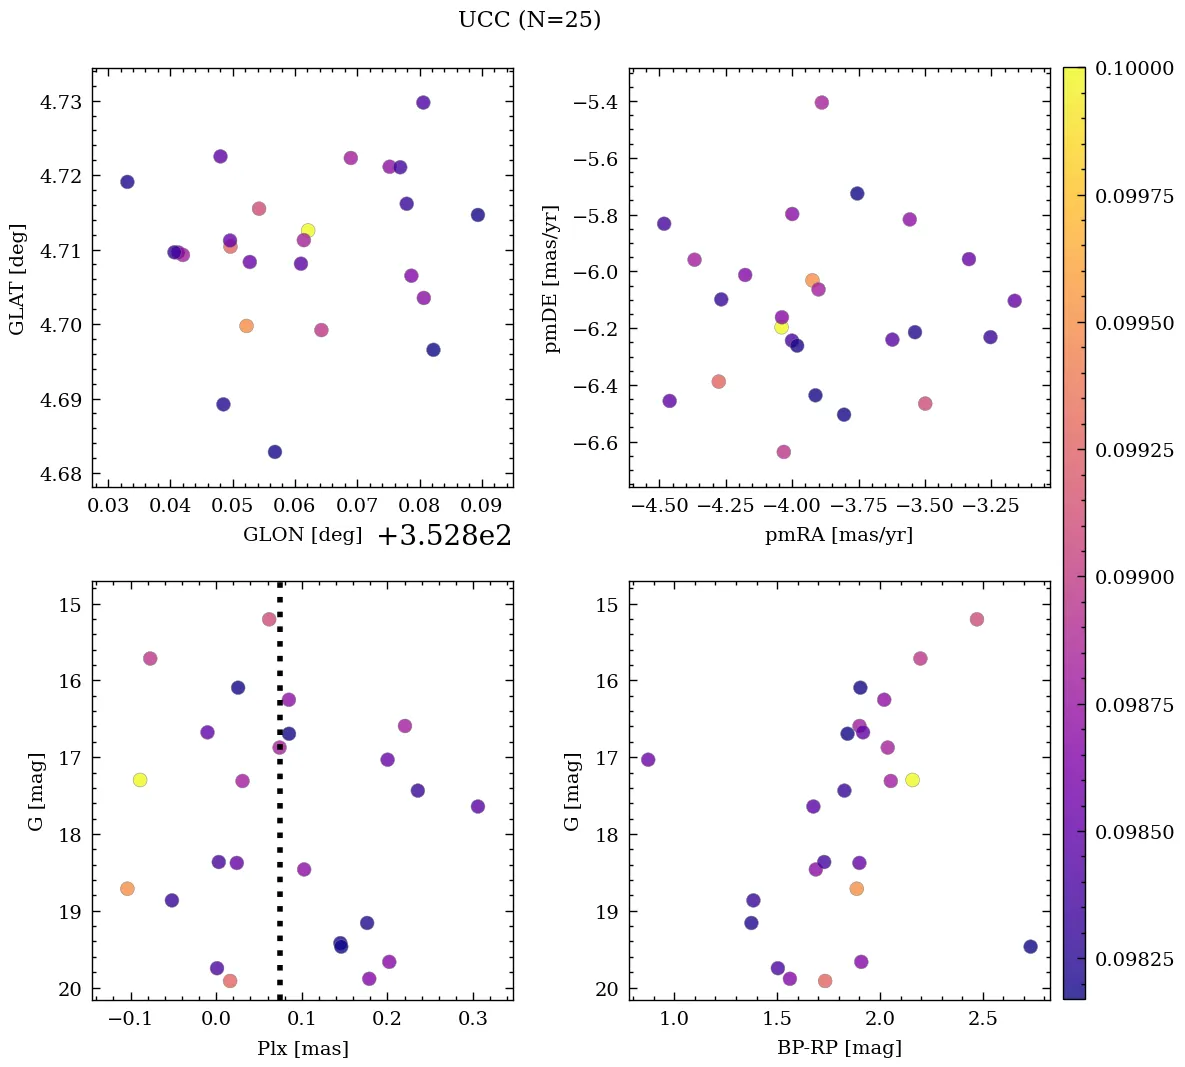 UCC (N=25)
4.73
4.72
4.71
4.70
4.69
4.68
GLAT [deg]
0.03 0.04 0.05 0.06 0.07 0.08 0.09
GLON [deg] +3.528e2
−5.4
−5.6
−5.8
−6.0
−6.2
−6.4
−6.6
pmDE [mas/yr]
−4.50 −4.25 −4.00 −3.75 −3.50 −3.25
pmRA [mas/yr]
15
16
17
18
19
20
G [mag]
−0.1 0.0 0.1 0.2 0.3
Plx [mas]
15
16
17
18
19
20
G [mag]
1.0 1.5 2.0 2.5
BP-RP [mag]
0.10000
0.09975
0.09950
0.09925
0.09900
0.09875
0.09850
0.09825